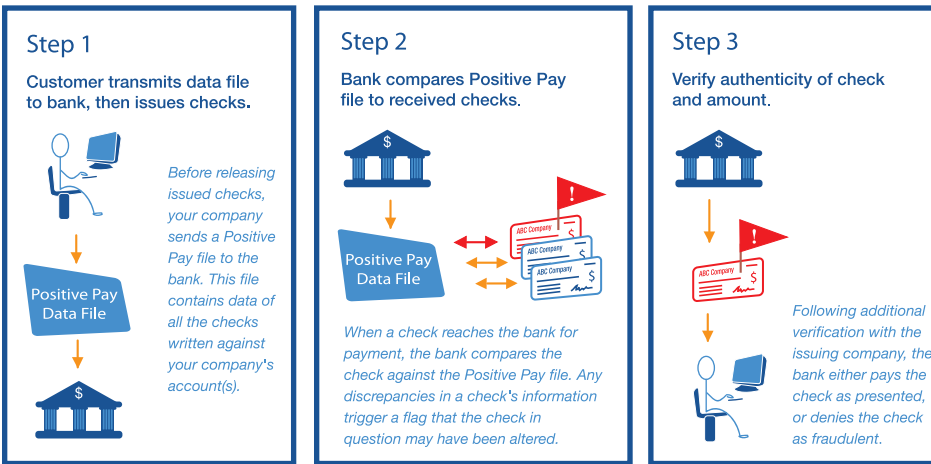 Step 1
Customer transmits data file
to bank, then issues checks.
$
Before releasing
issued checks,
your company
sends a Positive
Pay file to the
bank. This file
contains data of
all the checks
written against
your company's
account(s).
Positive Pay
Data File
$
Step 2
Bank compares Positive Pay
file to received checks.
$
Positive Pay
Data File
!
ABC Company
$
ABC Company
$
ABC Company
$
When a check reaches the bank for
payment, the bank compares the
check against the Positive Pay file. Any
discrepancies in a check's information
trigger a flag that the check in
question may have been altered.
Step 3
Verify authenticity of check
and amount.
$
!
ABC Company
$
Following additional
verification with the
issuing company, the
bank either pays the
check as presented,
or denies the check
as fraudulent.